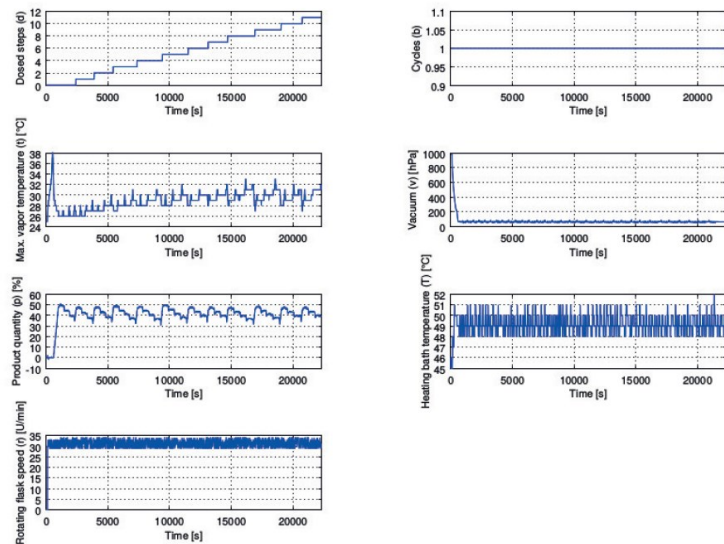 Dosed steps (d)
12
10
8
6
4
2
0
0 5000 10000 15000 20000
Time [s]
Cycles (b)
1.1
1.05
1
0.95
0.9
0 5000 10000 15000 20000
Time [s]
Max. vapor temperature (t) [°C]
38
36
34
32
30
28
26
24
0 5000 10000 15000 20000
Time [s]
Vacuum (v) [hPa]
1000
800
600
400
200
0
0 5000 10000 15000 20000
Time [s]
Product quantity (p) [%]
60
50
40
30
20
10
0
-10
0 5000 10000 15000 20000
Time [s]
Heating bath temperature (T) [°C]
52
51
50
49
48
47
46
45
0 5000 10000 15000 20000
Time [s]
Rotating flask speed (r) [U/min]
35
30
25
20
15
10
5
0
0 5000 10000 15000 20000
Time [s]